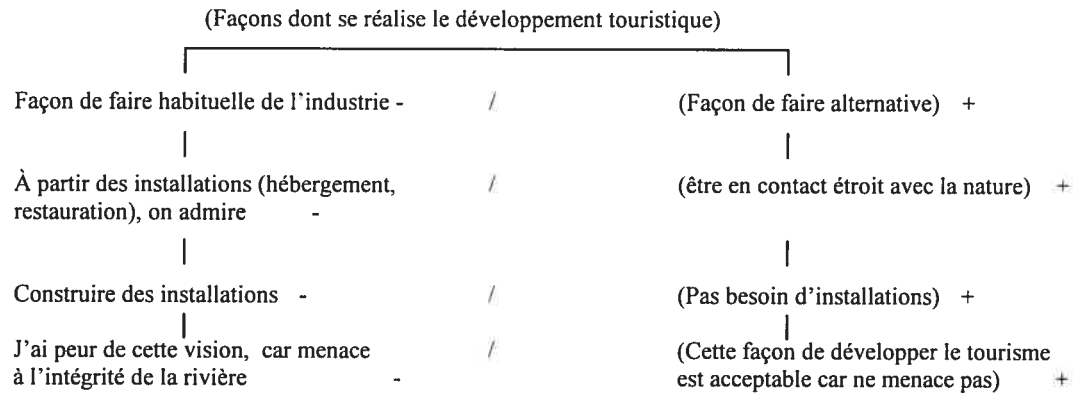 (Façons dont se réalise le développement touristique)
Façon de faire habituelle de l'industrie - / (Façon de faire alternative) +
À partir des installations (hébergement, / (être en contact étroit avec la nature) +
restauration), on admire -
Construire des installations - / (Pas besoin d'installations) +
J'ai peur de cette vision, car menace / (Cette façon de développer le tourisme
à l'intégrité de la rivière - est acceptable car ne menace pas) +